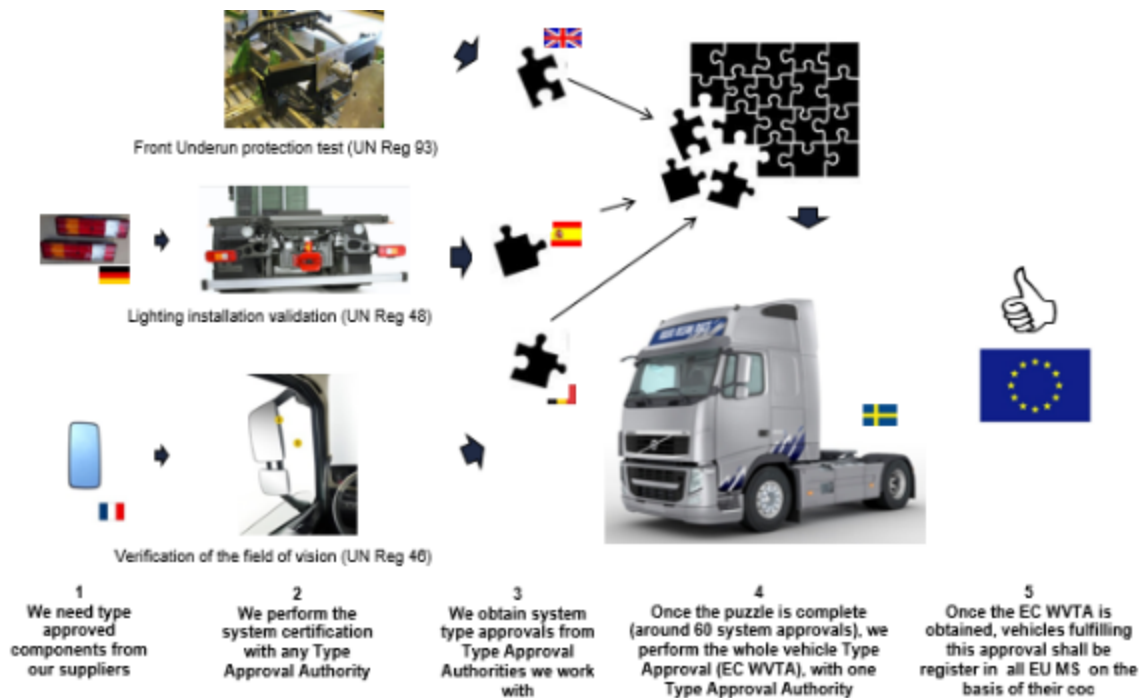 Front Underun protection test (UN Reg 93)
Lighting installation validation (UN Reg 48)
Verification of the field of vision (UN Reg 46)
1
We need type
approved
components from
our suppliers
2
We perform the
system certification
with any Type
Approval Authority
3
We obtain system
type approvals from
Type Approval
Authorities we work
with
4
Once the puzzle is complete
(around 60 system approvals), we
perform the whole vehicle Type
Approval (EC WVTA), with one
Type Approval Authority
5
Once the EC WVTA is
obtained, vehicles fulfilling
this approval shall be
register in all EU MS on the
basis of their coc